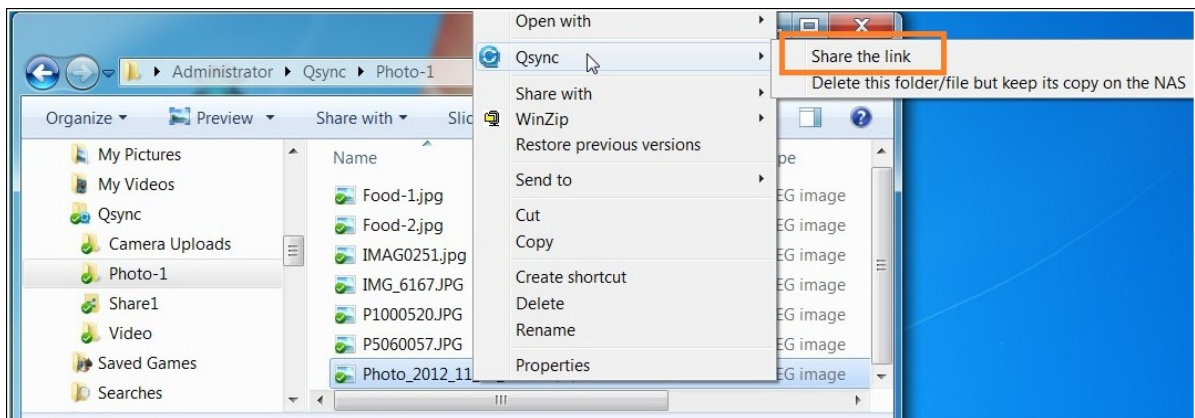 Administrator Qsync Photo-1
Organize Preview Share with
My Pictures
My Videos
Qsync
Camera Uploads
Photo-1
Share1
Video
Saved Games
Searches
Name
Food-1.jpg
Food-2.jpg
IMAG0251.jpg
IMG_6167.JPG
P1000520.JPG
P5060057.JPG
Photo_2012_11_
EG image
EG image
EG image
EG image
EG image
EG image
EG image
Open with
Qsync
Share with
WinZip
Restore previous versions
Send to
Cut
Copy
Create shortcut
Delete
Rename
Properties
Share the link
Delete this folder/file but keep its copy on the NAS